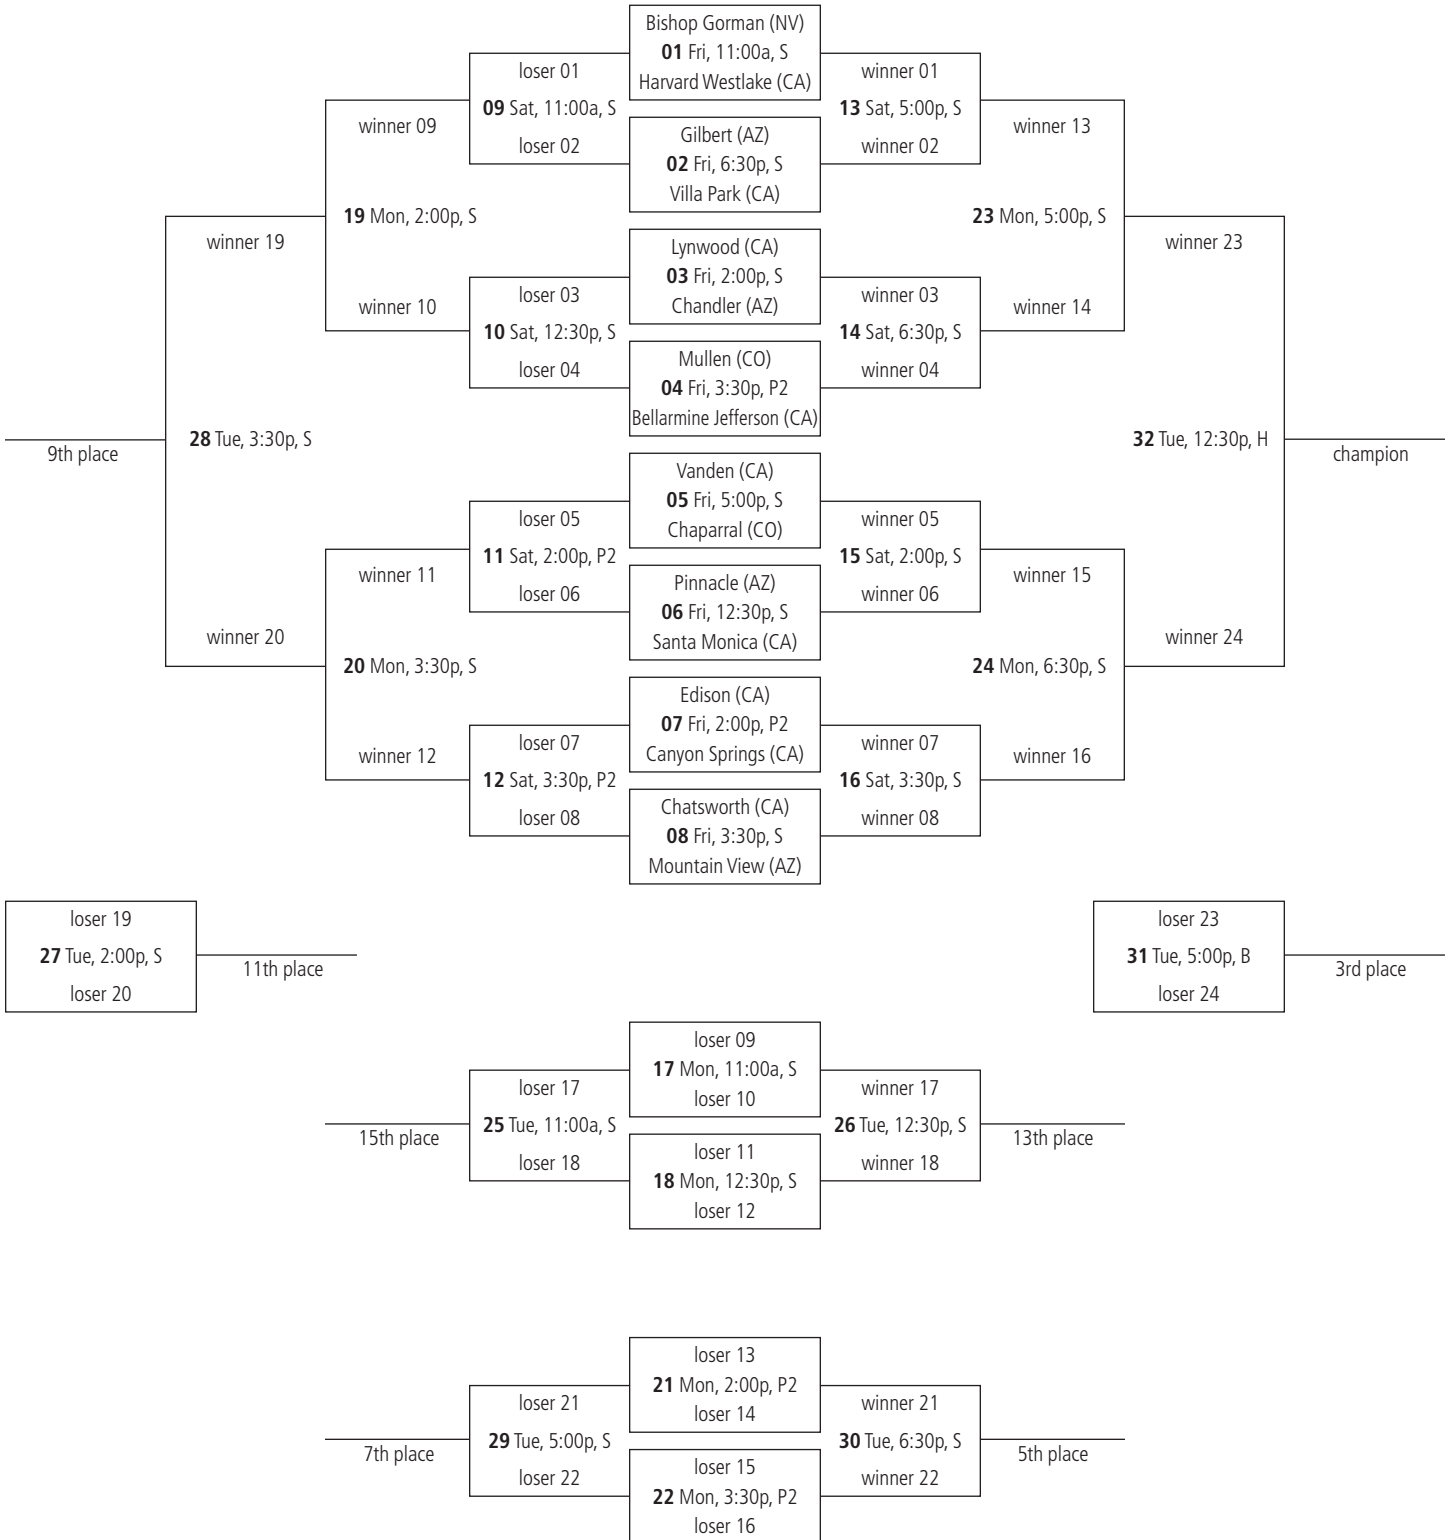 Bishop Gorman (NV)
01 Fri, 11:00a, S
Harvard Westlake (CA)
loser 01
09 Sat, 11:00a, S
loser 02
winner 01
13 Sat, 5:00p, S
winner 02
Gilbert (AZ)
02 Fri, 6:30p, S
Villa Park (CA)
winner 09
19 Mon, 2:00p, S
winner 10
winner 13
23 Mon, 5:00p, S
winner 14
Lynwood (CA)
03 Fri, 2:00p, S
Chandler (AZ)
loser 03
10 Sat, 12:30p, S
loser 04
winner 03
14 Sat, 6:30p, S
winner 04
Mullen (CO)
04 Fri, 3:30p, P2
Bellarmine Jefferson (CA)
winner 19
28 Tue, 3:30p, S
winner 20
9th place
winner 23
32 Tue, 12:30p, H
winner 24
champion
Vanden (CA)
05 Fri, 5:00p, S
Chaparral (CO)
loser 05
11 Sat, 2:00p, P2
loser 06
winner 05
15 Sat, 2:00p, S
winner 06
Pinnacle (AZ)
06 Fri, 12:30p, S
Santa Monica (CA)
winner 11
20 Mon, 3:30p, S
winner 12
winner 15
24 Mon, 6:30p, S
winner 16
Edison (CA)
07 Fri, 2:00p, P2
Canyon Springs (CA)
loser 07
12 Sat, 3:30p, P2
loser 08
winner 07
16 Sat, 3:30p, S
winner 08
Chatsworth (CA)
08 Fri, 3:30p, S
Mountain View (AZ)
loser 19
27 Tue, 2:00p, S
loser 20
11th place
loser 23
31 Tue, 5:00p, B
loser 24
3rd place
loser 09
17 Mon, 11:00a, S
loser 10
loser 17
25 Tue, 11:00a, S
loser 18
15th place
winner 17
26 Tue, 12:30p, S
winner 18
13th place
loser 11
18 Mon, 12:30p, S
loser 12
loser 13
21 Mon, 2:00p, P2
loser 14
loser 21
29 Tue, 5:00p, S
loser 22
7th place
winner 21
30 Tue, 6:30p, S
winner 22
5th place
loser 15
22 Mon, 3:30p, P2
loser 16